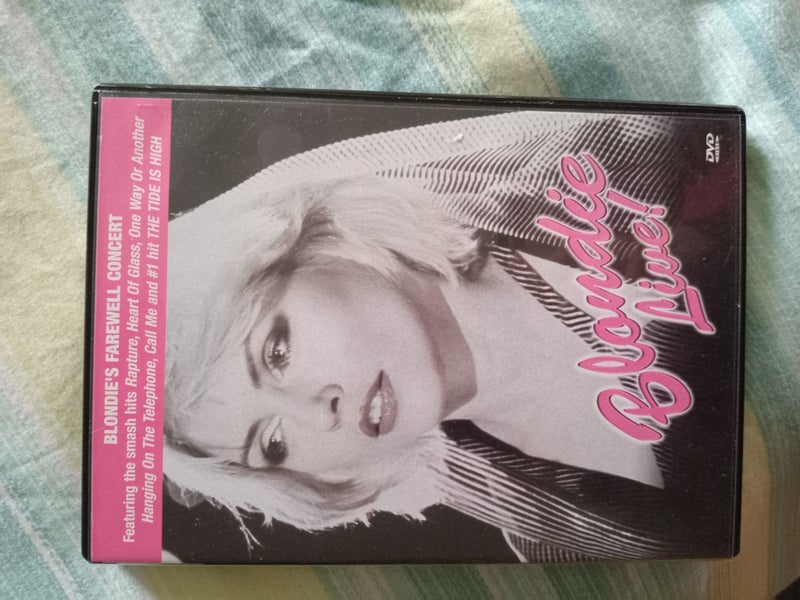 BLONDIE'S FAREWELL CONCERT
Featuring the smash hits Rapture, Heart Of Glass, One Way Or Another
Hanging On The Telephone, Call Me and #1 hit THE TIDE IS HIGH
Blondie
Live!
DVD